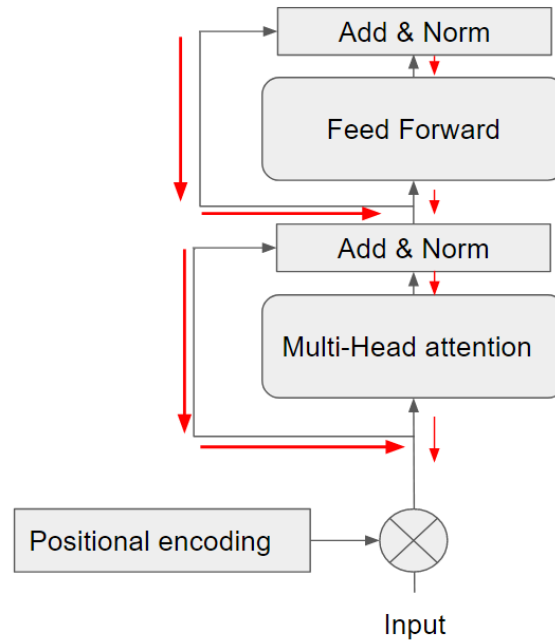 Add & Norm
Feed Forward
Add & Norm
Multi-Head attention
Positional encoding
Input